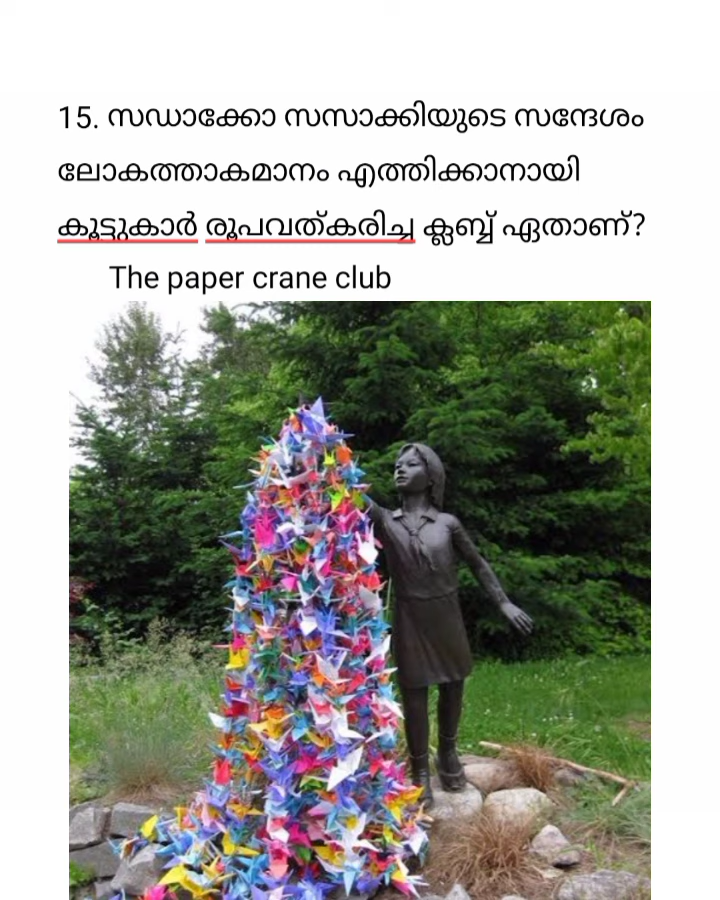 15. സഡാക്കോ സസാക്കിയുടെ സന്ദേശം
ലോകത്താകമാനം എത്തിക്കാനായി
കൂട്ടുകാർ രൂപവത്കരിച്ച ക്ലബ്ബ് ഏതാണ്?
The paper crane club